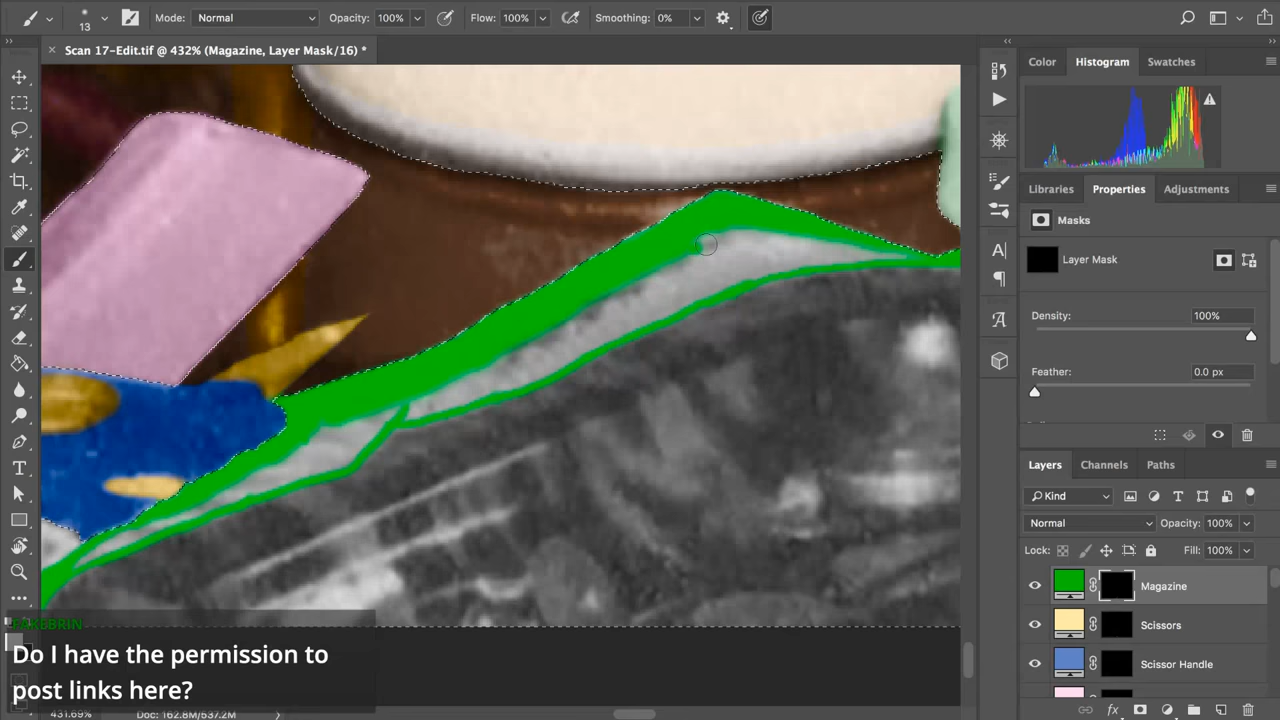 13
Mode: Normal
Opacity: 100%
Flow: 100%
Smoothing: 0%
× Scan 17-Edit.tif @ 432% (Magazine, Layer Mask/16) *
Color Histogram Swatches
Libraries Properties Adjustments
Masks
Layer Mask
Density: 100%
Feather: 0.0 px
Layers Channels Paths
Kind
Normal Opacity: 100%
Lock: Fill: 100%
Magazine
Scissors
Scissor Handle
FAKEBRIN
Do I have the permission to
post links here?
431.69% Doc: 162.8M/537.2M